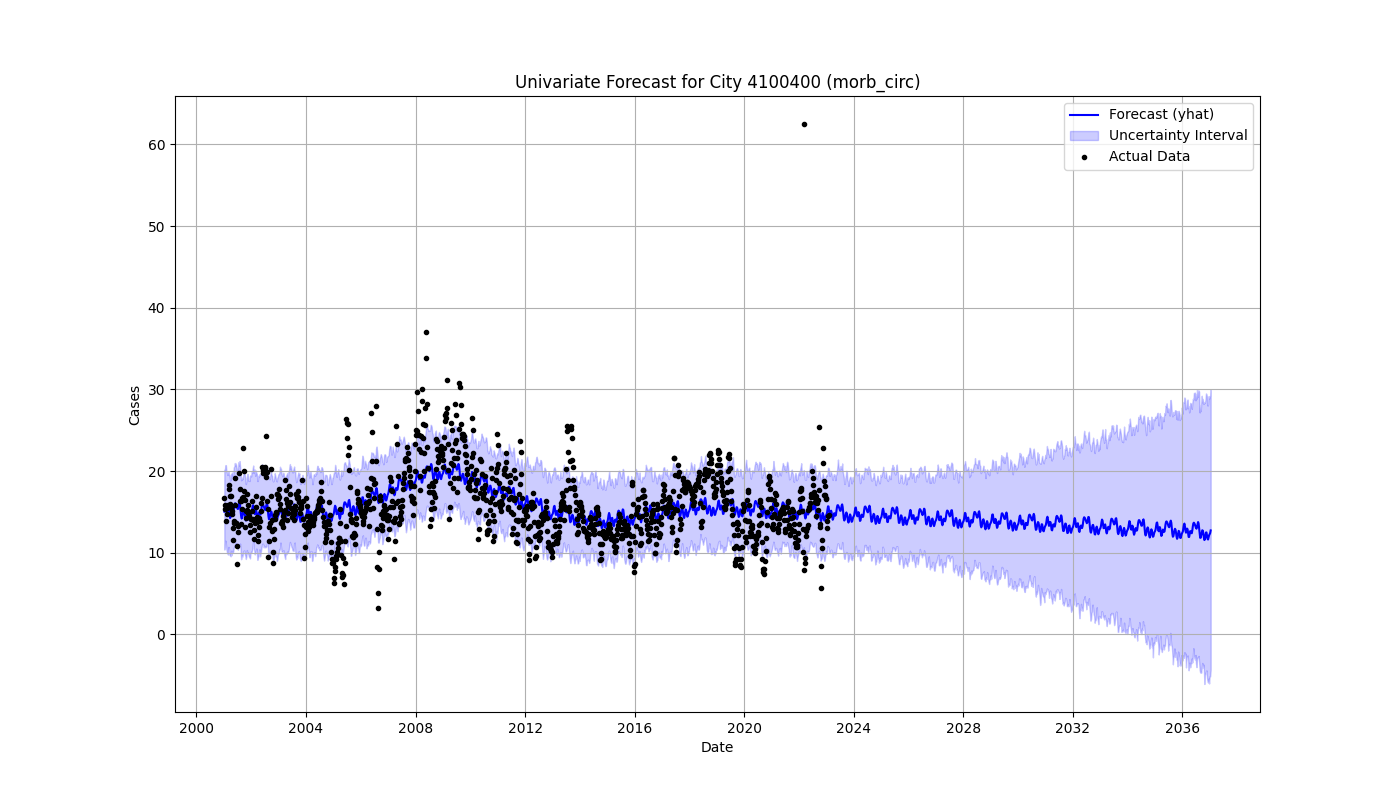 Univariate Forecast for City 4100400 (morb_circ)
Forecast (yhat)
Uncertainty Interval
Actual Data
60
50
40
30
20
10
0
Cases
2000 2004 2008 2012 2016 2020 2024 2028 2032 2036
Date